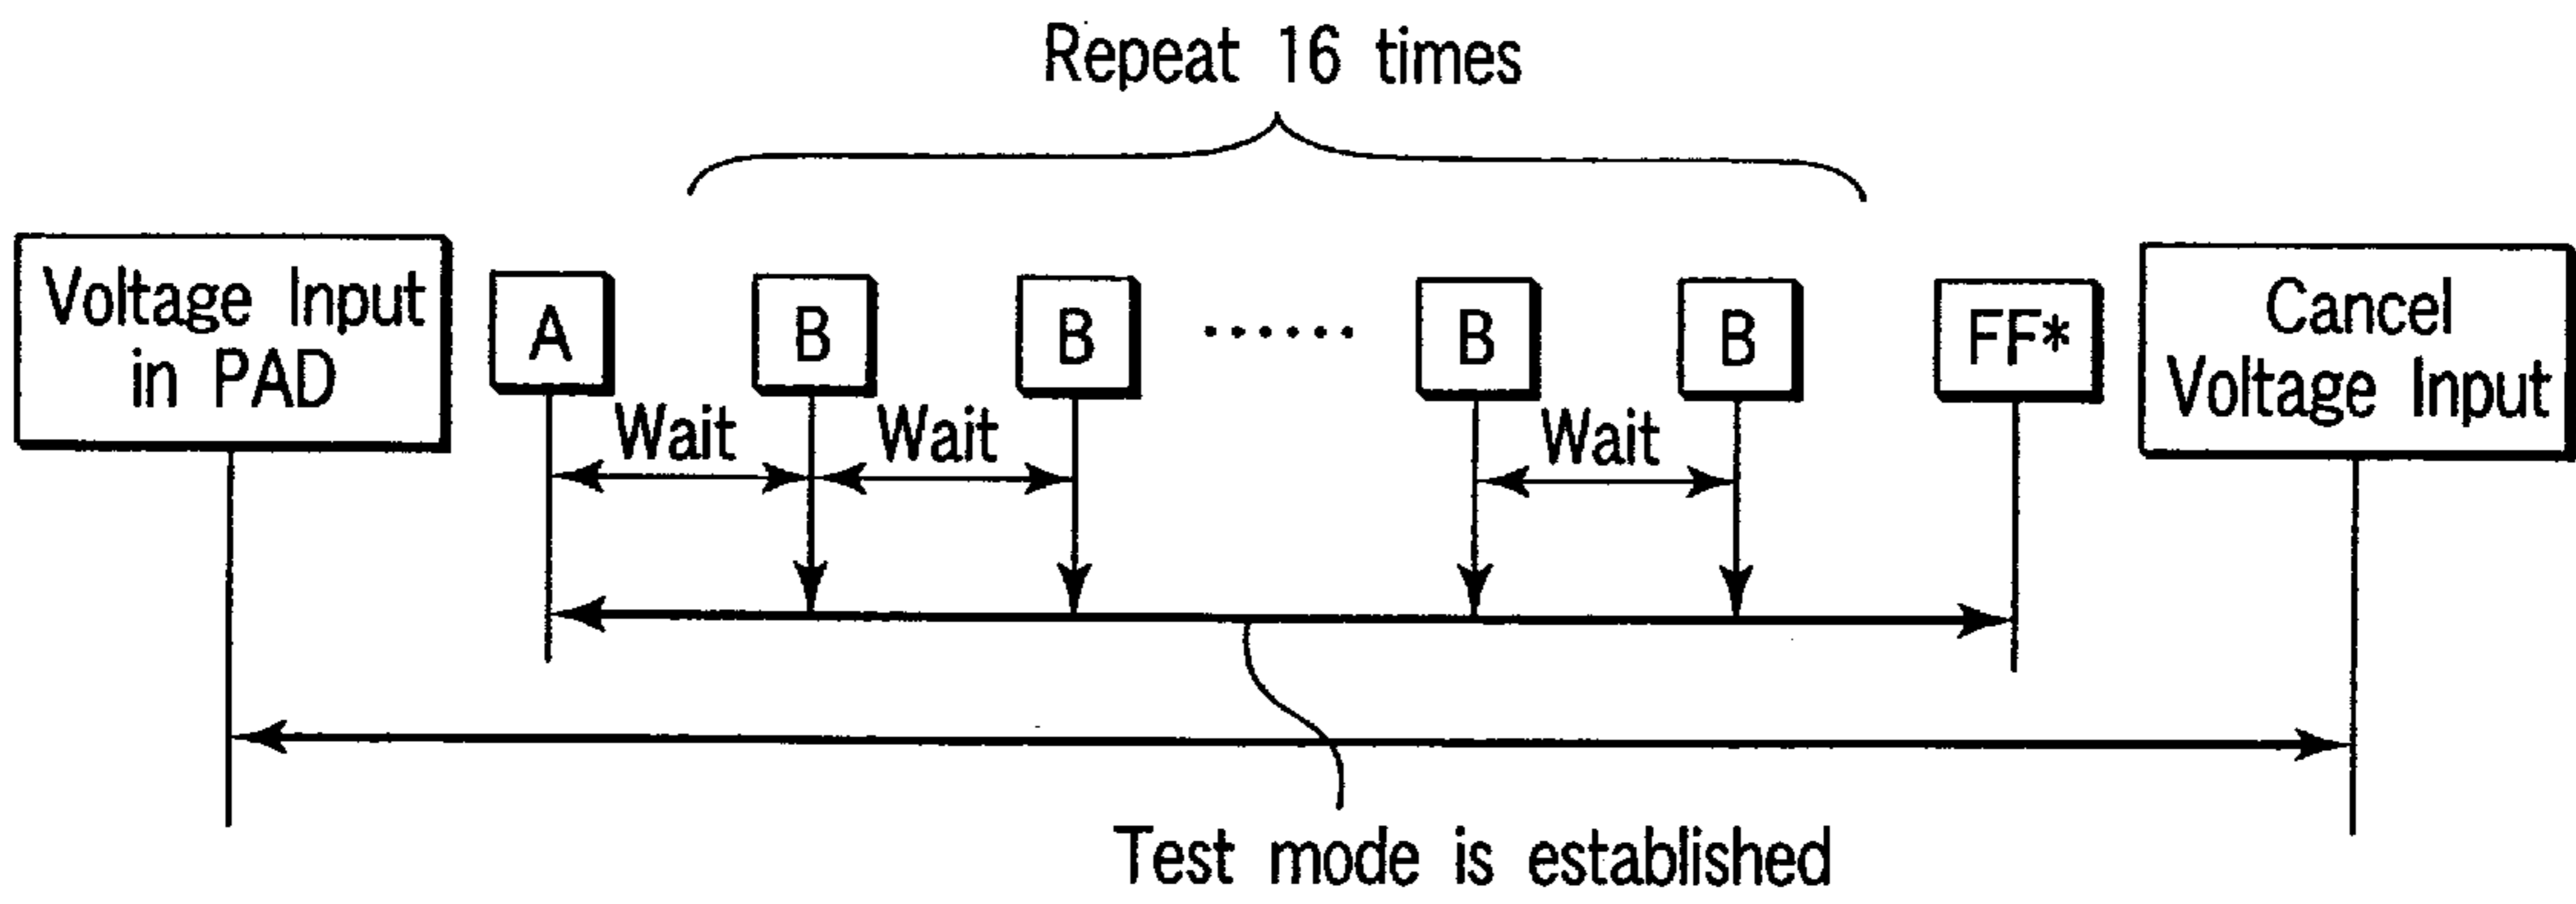 Repeat 16 times
Voltage Input
in PAD
A
B
B
......
B
B
FF*
Cancel
Voltage Input
Wait
Wait
Wait
Test mode is established